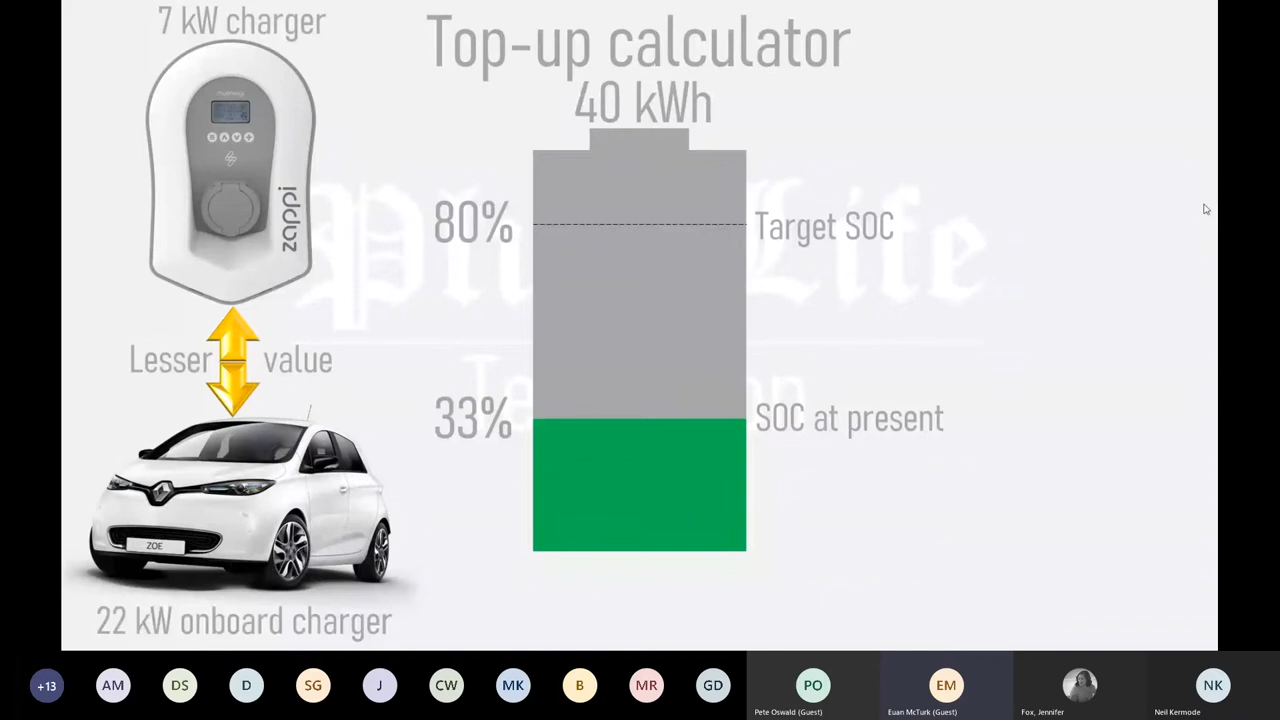 7 kW charger
Top-up calculator
40 kWh
zappi
80%
Target SOC
Lesser value
33%
SOC at present
ZOE
22 kW onboard charger
+13
AM
DS
D
SG
J
CW
MK
B
MR
GD
PO
EM
NK
Pete Oswald (Guest)
Euan McTurk (Guest)
Fox, Jennifer
Neil Kermode